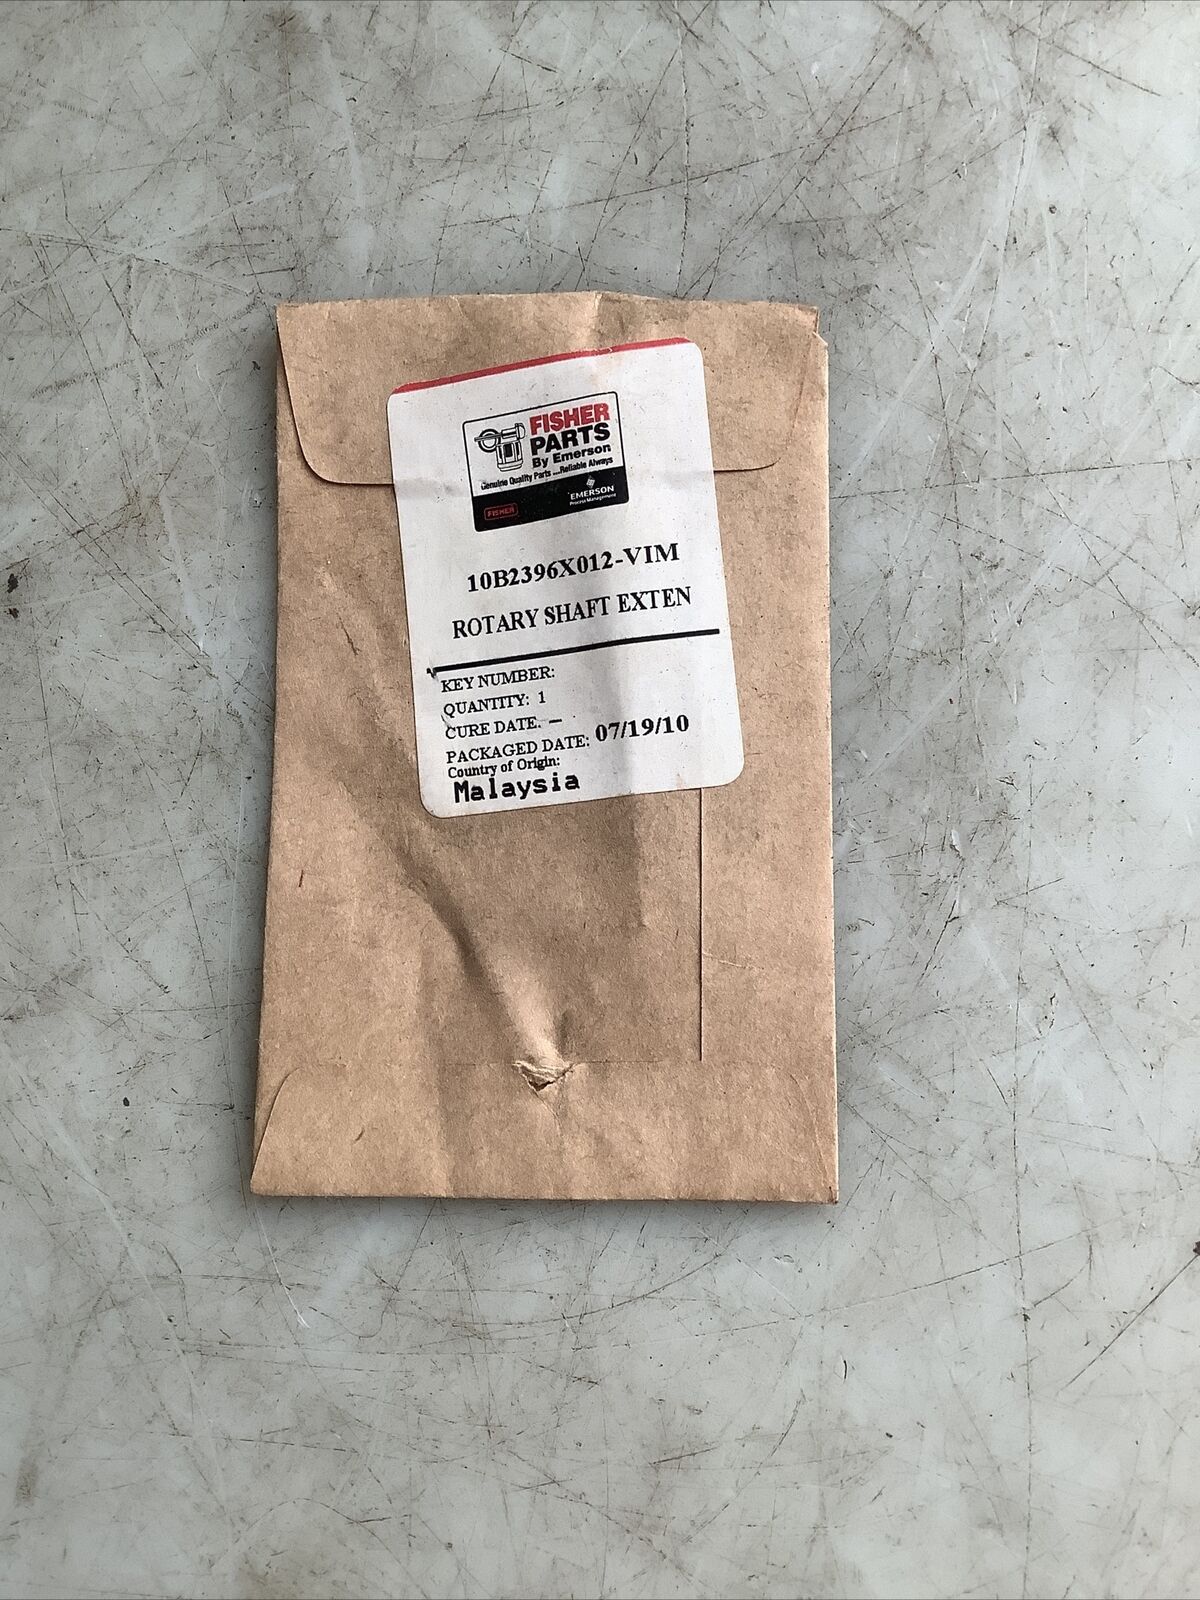 FISHER
PARTS
By Emerson
Genuine Quality Parts ...Reliable Always
EMERSON
Process Management
FISHER
10B2396X012-VIM
ROTARY SHAFT EXTEN
KEY NUMBER:
QUANTITY: 1
CURE DATE. –
PACKAGED DATE: 07/19/10
Country of Origin:
Malaysia